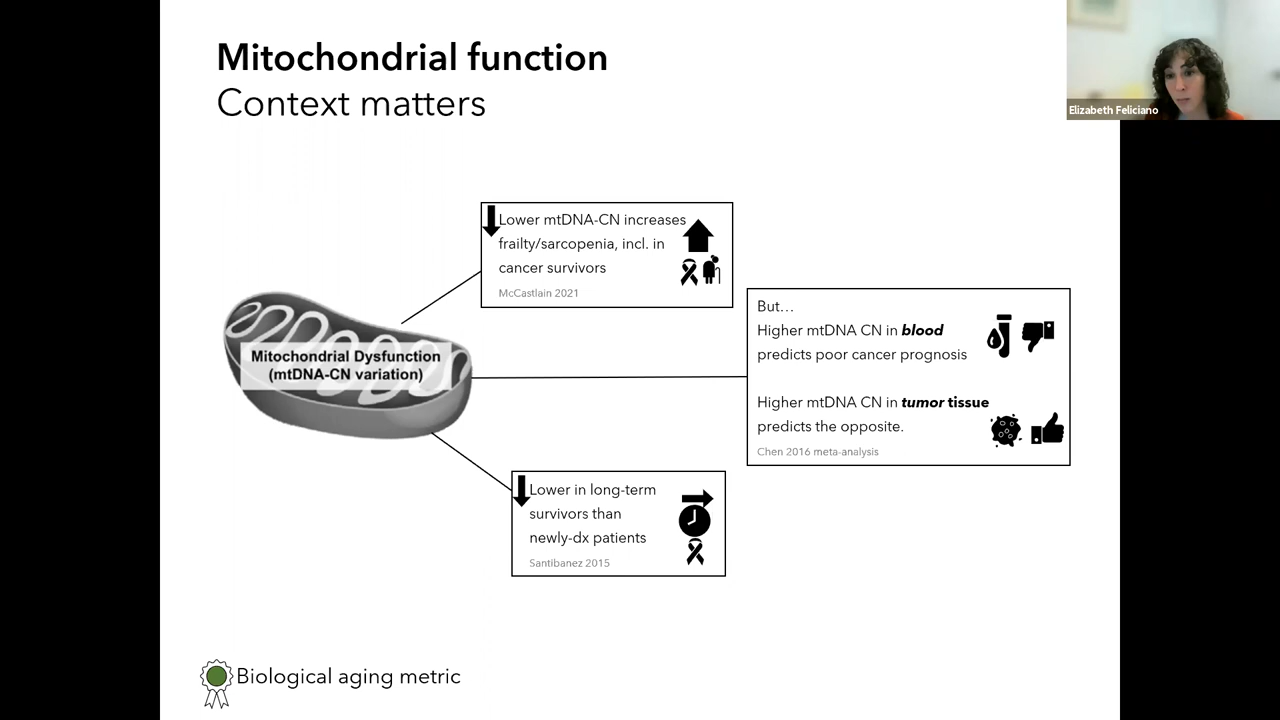 Mitochondrial function
Context matters
Elizabeth Feliciano
Lower mtDNA-CN increases
frailty/sarcopenia, incl. in
cancer survivors
McCastlain 2021
Mitochondrial Dysfunction
(mtDNA-CN variation)
But...
Higher mtDNA CN in blood
predicts poor cancer prognosis
Higher mtDNA CN in tumor tissue
predicts the opposite.
Chen 2016 meta-analysis
Lower in long-term
survivors than
newly-dx patients
Santibanez 2015
Biological aging metric